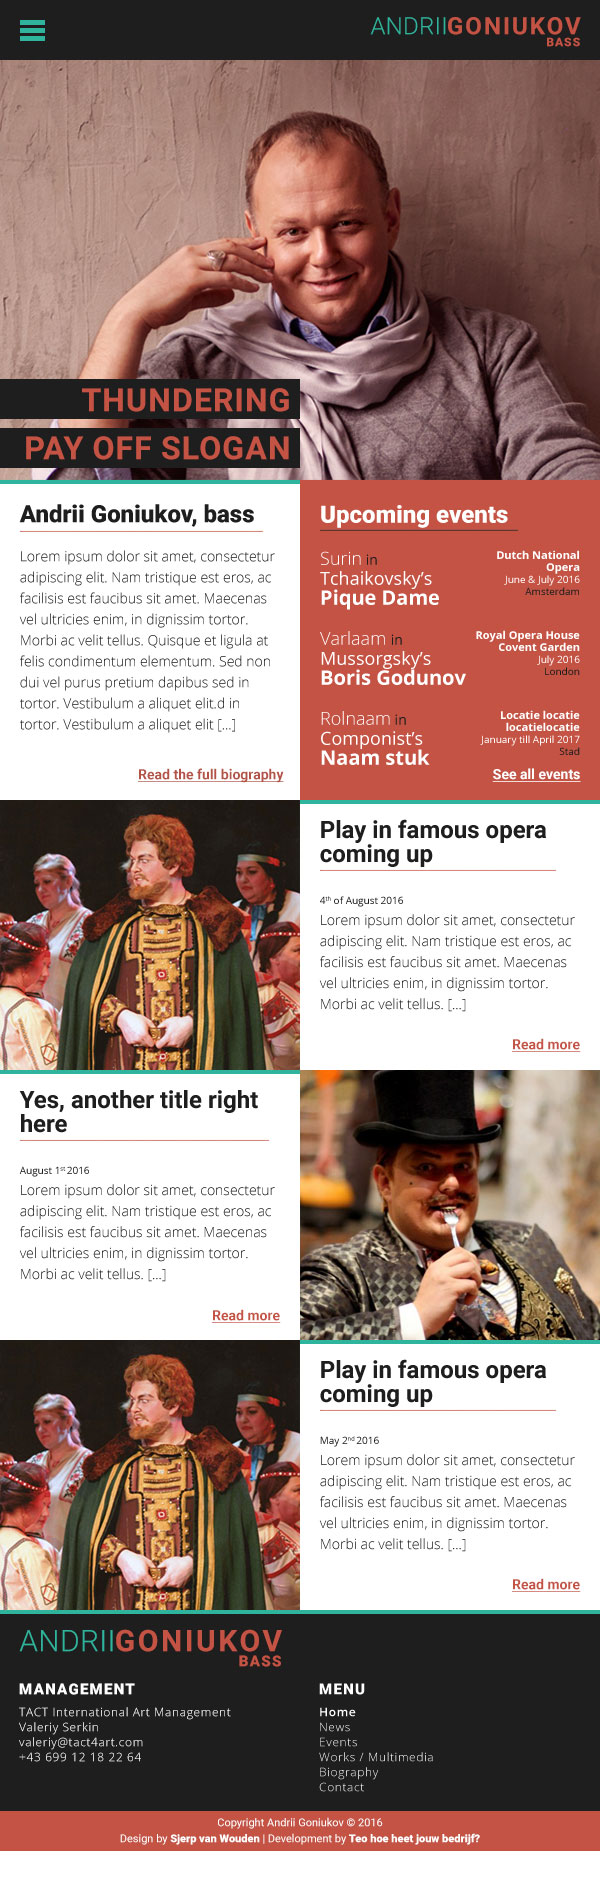 ANDRIIGONIUKOV
BASS
THUNDERING
PAY OFF SLOGAN
Andrii Goniukov, bass
Lorem ipsum dolor sit amet, consectetur
adipiscing elit. Nam tristique est eros, ac
facilisis est faucibus sit amet. Maecenas
vel ultricies enim, in dignissim tortor.
Morbi ac velit tellus. Quisque et ligula at
felis condimentum elementum. Sed non
dui vel purus pretium dapibus sed in
tortor. Vestibulum a aliquet elit.d in
tortor. Vestibulum a aliquet elit [...]
Read the full biography
Upcoming events
Surin in
Tchaikovsky's
Pique Dame
Dutch National
Opera
June & July 2016
Amsterdam
Varlaam in
Mussorgsky's
Boris Godunov
Royal Opera House
Covent Garden
July 2016
London
Rolnaam in
Componist's
Naam stuk
Locatie locatie
locatielocatie
January till April 2017
Stad
See all events
Play in famous opera
coming up
4th of August 2016
Lorem ipsum dolor sit amet, consectetur
adipiscing elit. Nam tristique est eros, ac
facilisis est faucibus sit amet. Maecenas
vel ultricies enim, in dignissim tortor.
Morbi ac velit tellus. [...]
Read more
Yes, another title right
here
August 1st 2016
Lorem ipsum dolor sit amet, consectetur
adipiscing elit. Nam tristique est eros, ac
facilisis est faucibus sit amet. Maecenas
vel ultricies enim, in dignissim tortor.
Morbi ac velit tellus. [...]
Read more
Play in famous opera
coming up
May 2nd 2016
Lorem ipsum dolor sit amet, consectetur
adipiscing elit. Nam tristique est eros, ac
facilisis est faucibus sit amet. Maecenas
vel ultricies enim, in dignissim tortor.
Morbi ac velit tellus. [...]
Read more
ANDRIIGONIUKOV
BASS
MANAGEMENT
TACT International Art Management
Valeriy Serkin
valeriy@tact4art.com
+43 699 12 18 22 64
MENU
Home
News
Events
Works / Multimedia
Biography
Contact
Copyright Andrii Goniukov © 2016
Design by Sjerp van Wouden | Development by Teo hoe heet jouw bedrijf?